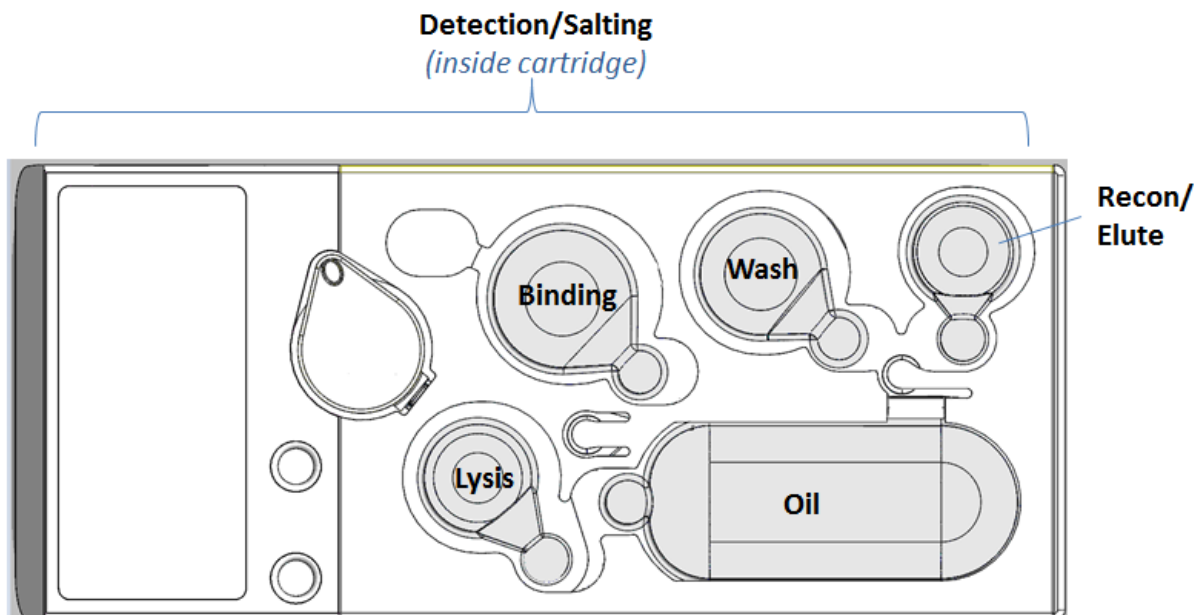 Detection/Salting
(inside cartridge)
Recon/
Elute
Wash
Binding
Lysis
Oil